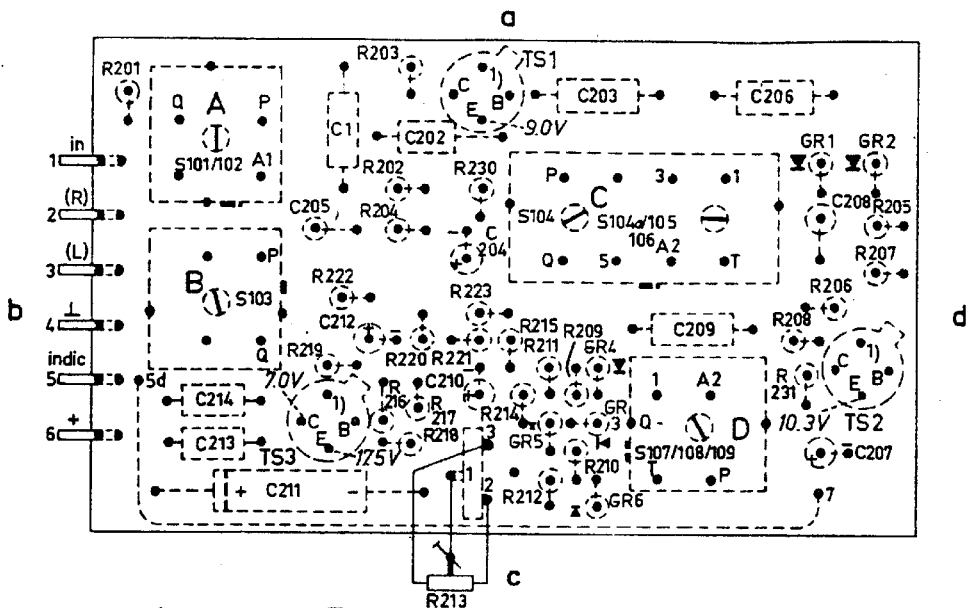 a
R201
R203
TS1
A
Q
P
C
1)
B
E
C203
C206
C1
C202
9.0V
GR1
GR2
in
1
S101/102
A1
R202
R230
P
C
3
1
(R)
2
C205
R204
S104
S104a/105
106
A2
C208
R205
C
204
+
Q
5
T
(L)
3
P
R207
B
S103
R222
R223
R206
b
⊥
4
C212
+
R215
R209
C209
R208
d
Q
R219
R220
R221
R211
GR4
1)
C
B
E
indic
5
5d
7.0V
R
216
C210
R
217
R214
1
A2
R
231
C214
1)
C
B
E
GR
3
Q
D
10.3V
TS2
+
6
C213
TS3
17.5V
R218
3
GR5
R210
S107/108/109
C207
T
P
+
C211
-
1
2
R212
GR6
7
c
R213